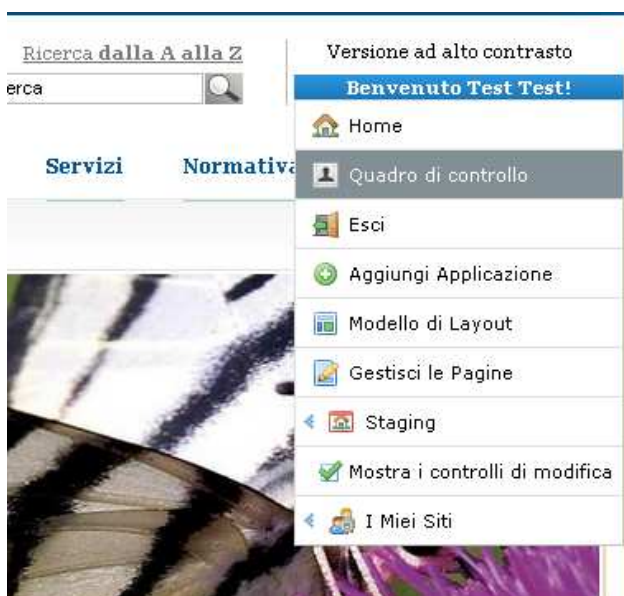 Ricerca dalla A alla Z
Versione ad alto contrasto
erca
Benvenuto Test Test!
Home
Servizi
Normativa
Quadro di controllo
Esci
Aggiungi Applicazione
Modello di Layout
Gestisci le Pagine
Staging
Mostra i controlli di modifica
I Miei Siti